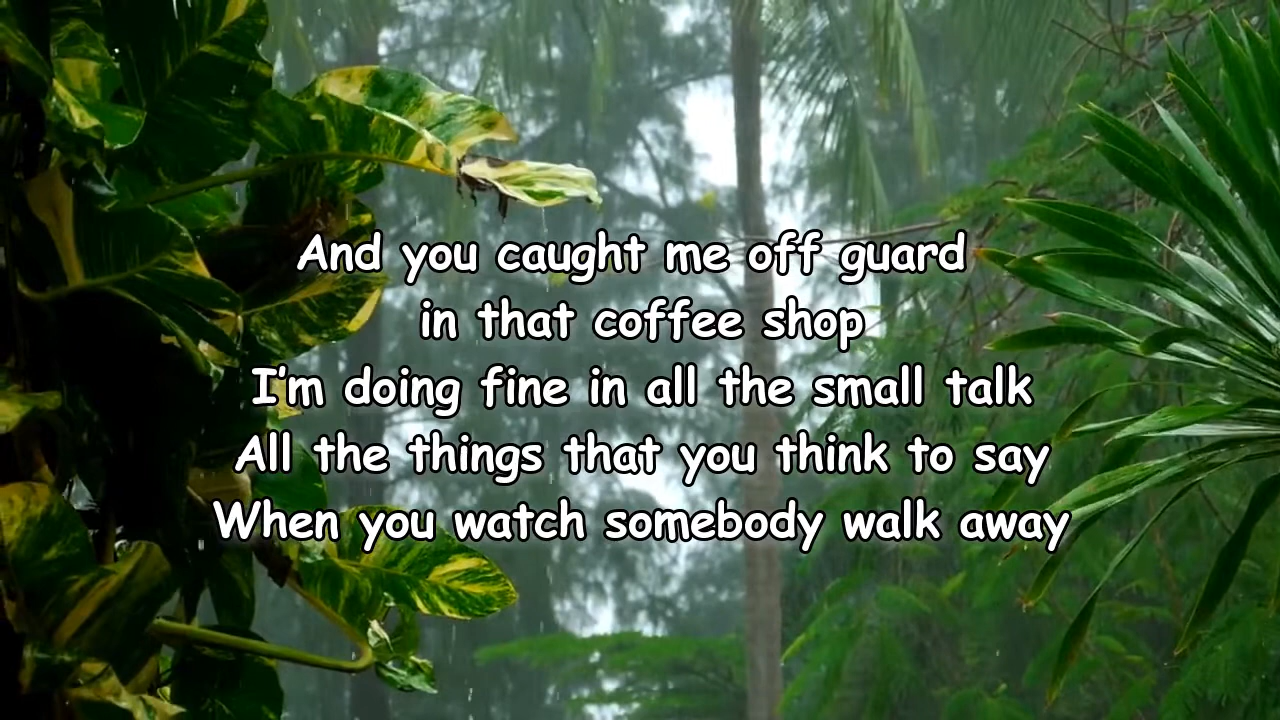 And you caught me off guard
in that coffee shop
I'm doing fine in all the small talk
All the things that you think to say
When you watch somebody walk away